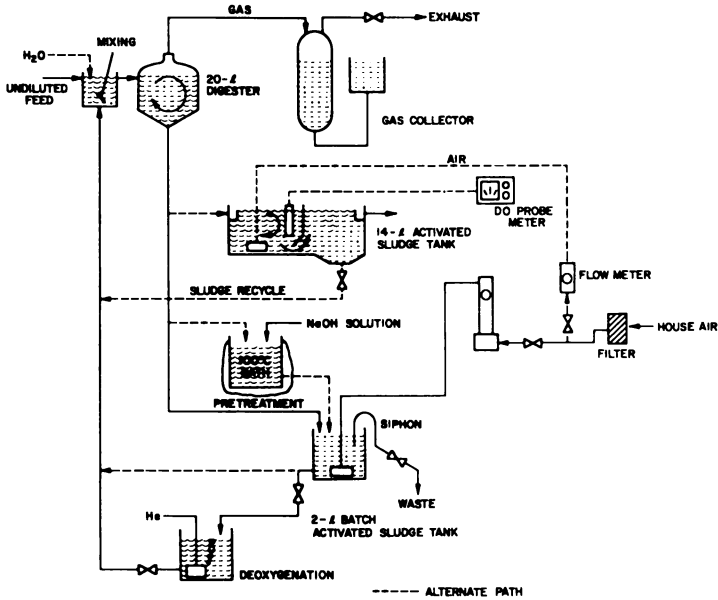 GAS
EXHAUST
MIXING
H₂O
UNDILUTED
FEED
20-ℓ
DIGESTER
GAS COLLECTOR
AIR
DO PROBE
METER
14-ℓ ACTIVATED
SLUDGE TANK
FLOW METER
SLUDGE RECYCLE
NaOH SOLUTION
HOUSE AIR
FILTER
100°C
BATH
PRETREATMENT
SIPHON
WASTE
He
2-ℓ BATCH
ACTIVATED SLUDGE TANK
DEOXYGENATION
ALTERNATE PATH